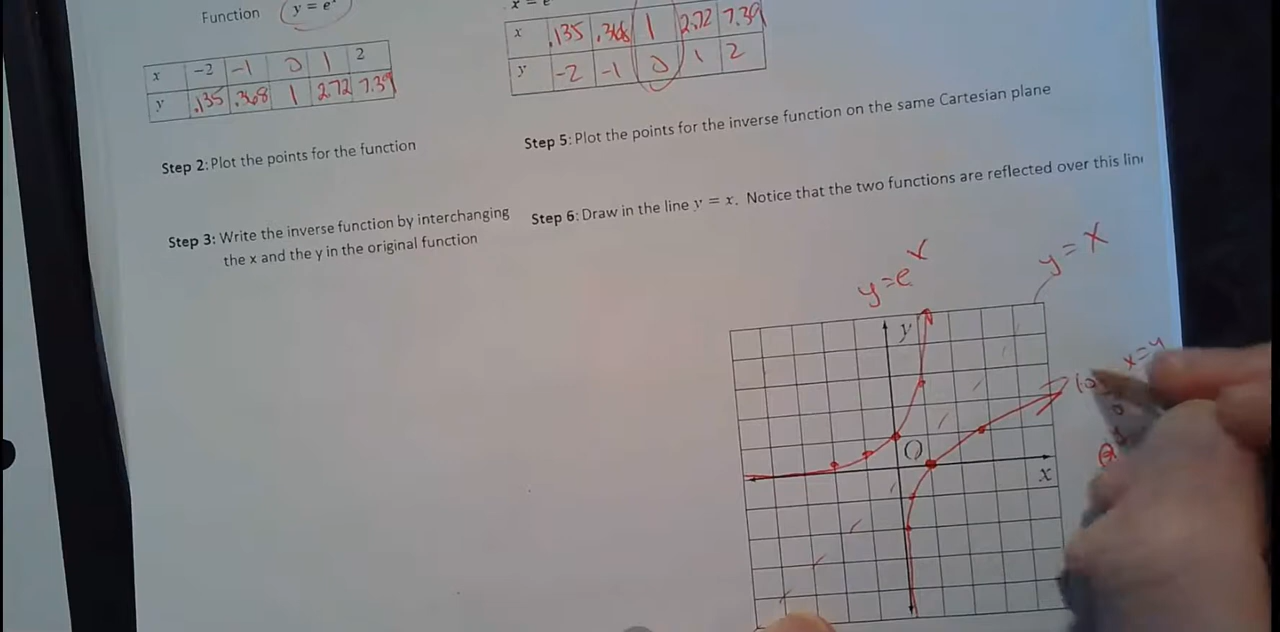 Function y = eˣ
x = e
x -2 -1 0 1 2
y .135 .368 1 2.72 7.39
x .135 .368 1 2.72 7.39
y -2 -1 0 1 2
Step 2: Plot the points for the function
Step 5: Plot the points for the inverse function on the same Cartesian plane
Step 3: Write the inverse function by interchanging
the x and the y in the original function
Step 6: Draw in the line y = x. Notice that the two functions are reflected over this line
y=eˣ
y=x
y
O
x